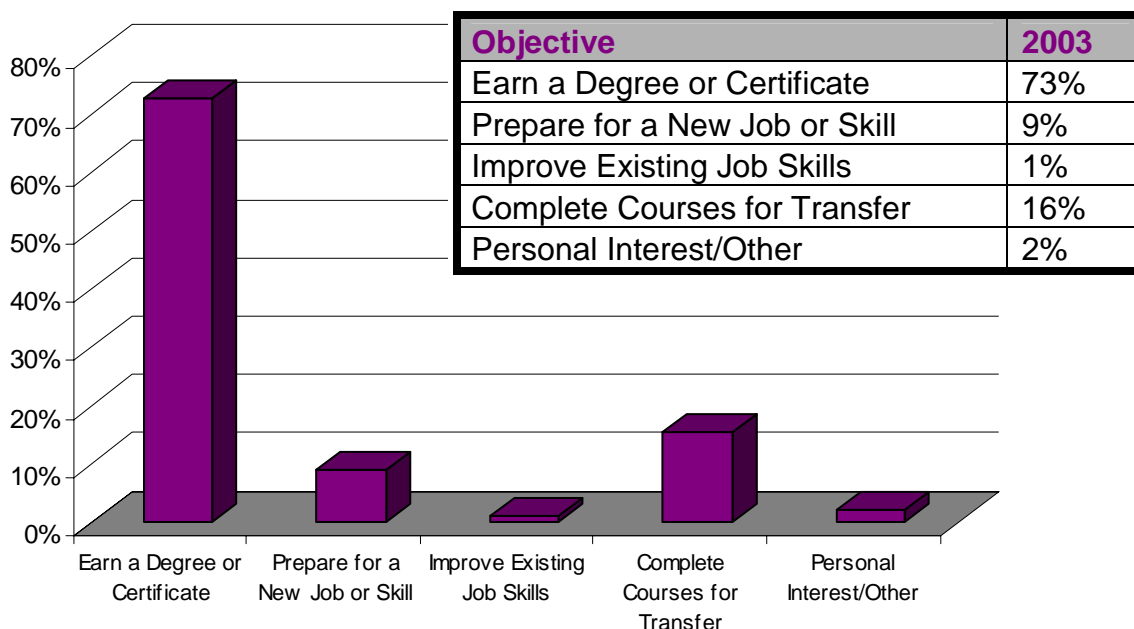 Objective 2003
Earn a Degree or Certificate 73%
Prepare for a New Job or Skill 9%
Improve Existing Job Skills 1%
Complete Courses for Transfer 16%
Personal Interest/Other 2%
80%
70%
60%
50%
40%
30%
20%
10%
0%
Earn a Degree or
Certificate
Prepare for a
New Job or Skill
Improve Existing
Job Skills
Complete
Courses for
Transfer
Personal
Interest/Other